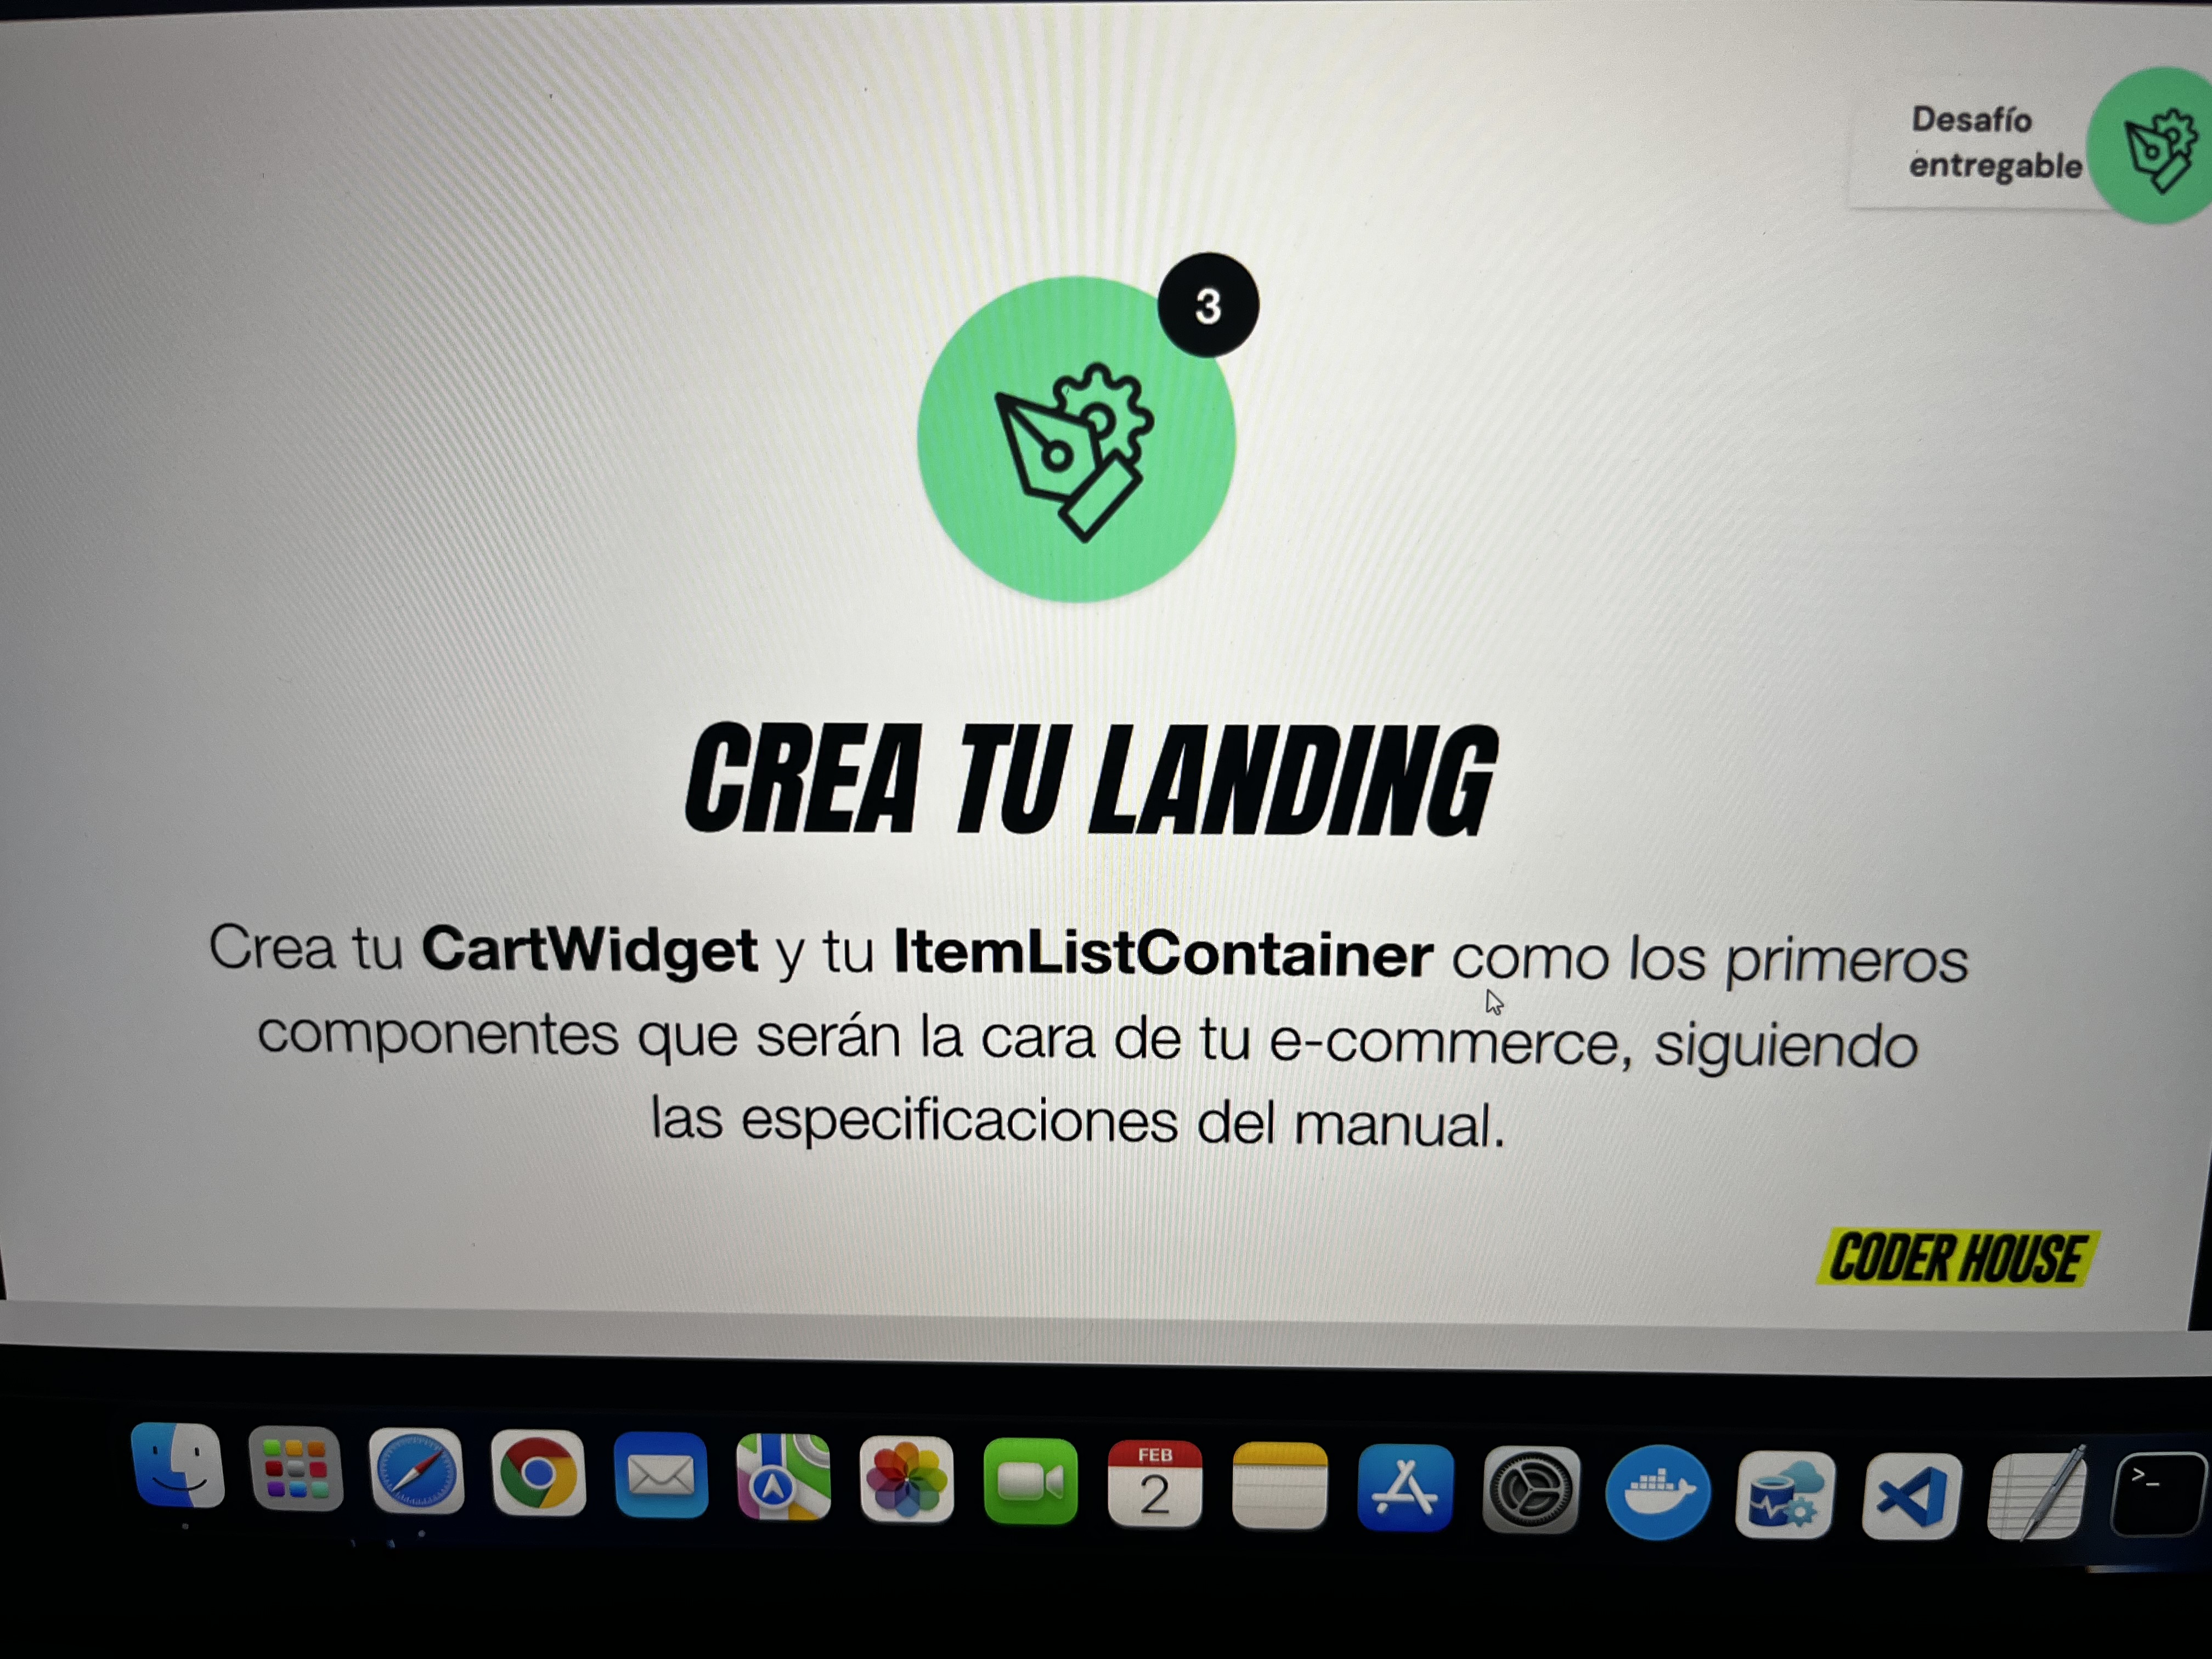 Desafío
entregable
3
CREA TU LANDING
Crea tu CartWidget y tu ItemListContainer como los primeros
componentes que serán la cara de tu e-commerce, siguiendo
las especificaciones del manual.
CODER HOUSE
FEB
2
>_